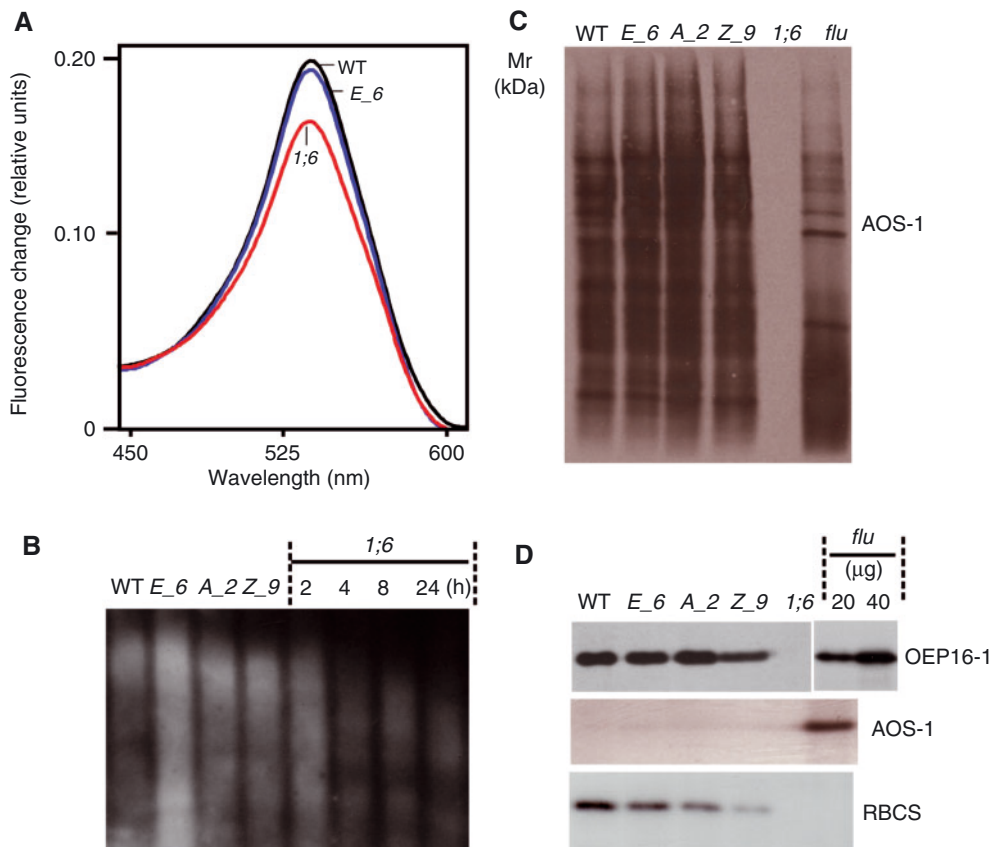 A
Fluorescence change (relative units)
0.20
0.10
0
WT
E_6
1;6
450 525 600
Wavelength (nm)
B
1;6
WT E_6 A_2 Z_9 2 4 8 24 (h)
C
WT E_6 A_2 Z_9 1;6 flu
Mr
(kDa)
AOS-1
D
flu
(μg)
WT E_6 A_2 Z_9 1;6 20 40
OEP16-1
AOS-1
RBCS